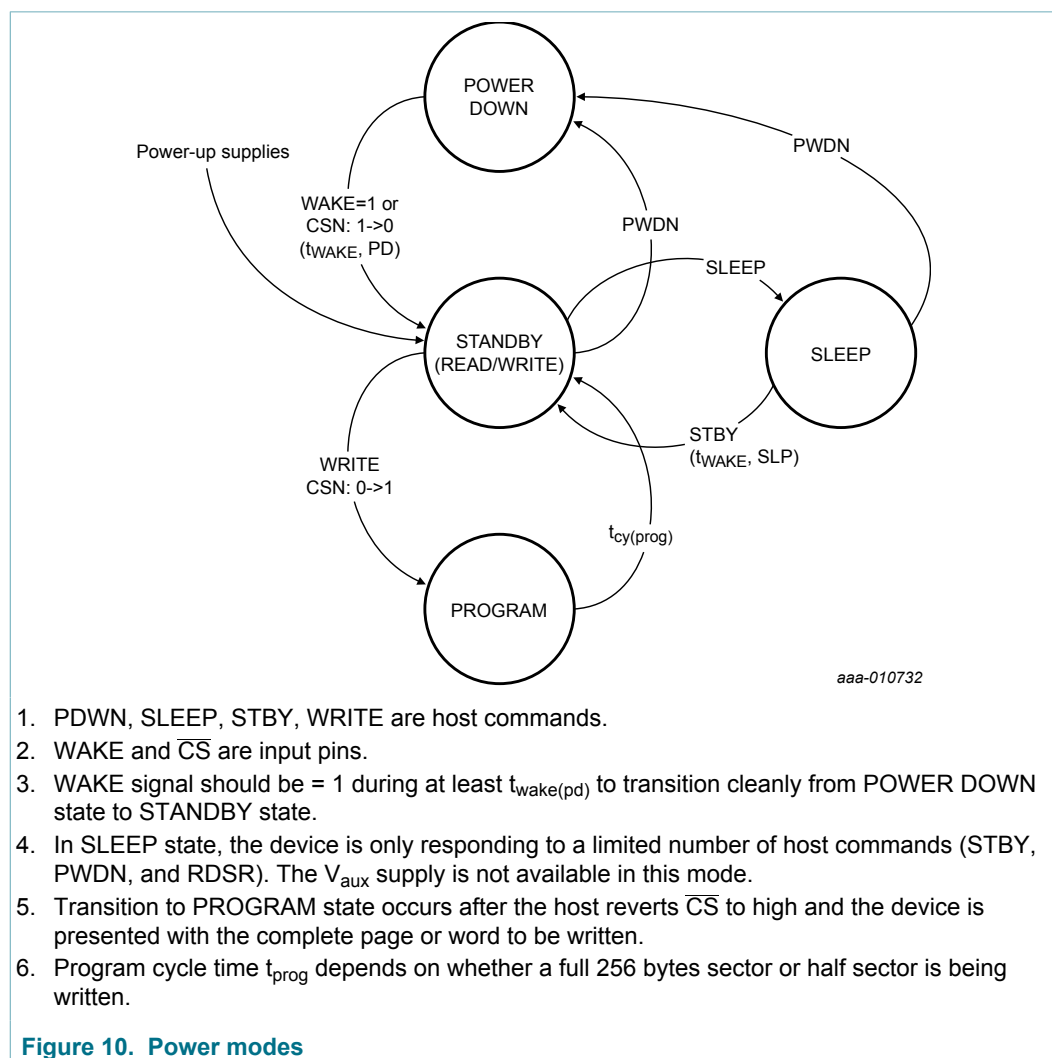 POWER
DOWN
Power-up supplies
PWDN
WAKE=1 or
CSN: 1->0
(tWAKE, PD)
PWDN
SLEEP
STANDBY
(READ/WRITE)
SLEEP
STBY
(tWAKE, SLP)
WRITE
CSN: 0->1
tcy(prog)
PROGRAM
aaa-010732
1. PDWN, SLEEP, STBY, WRITE are host commands.
2. WAKE and C̅S̅ are input pins.
3. WAKE signal should be = 1 during at least twake(pd) to transition cleanly from POWER DOWN
state to STANDBY state.
4. In SLEEP state, the device is only responding to a limited number of host commands (STBY,
PWDN, and RDSR). The Vaux supply is not available in this mode.
5. Transition to PROGRAM state occurs after the host reverts C̅S̅ to high and the device is
presented with the complete page or word to be written.
6. Program cycle time tprog depends on whether a full 256 bytes sector or half sector is being
written.
Figure 10. Power modes